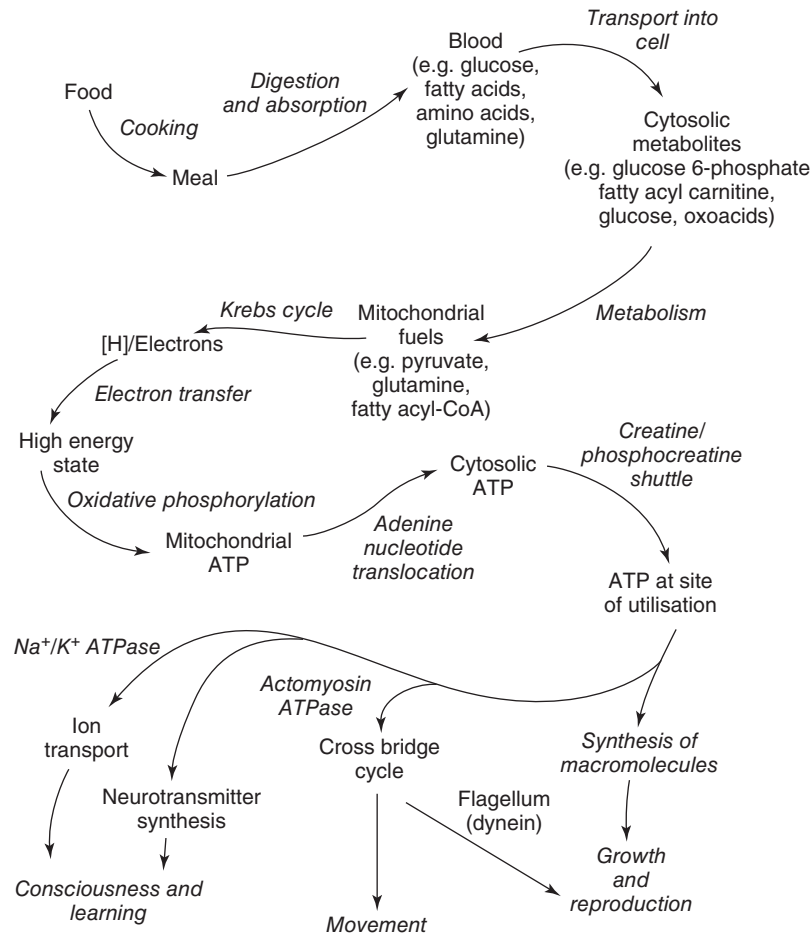 Food
Cooking
Meal
Digestion
and absorption
Blood
(e.g. glucose,
fatty acids,
amino acids,
glutamine)
Transport into
cell
Cytosolic
metabolites
(e.g. glucose 6-phosphate
fatty acyl carnitine,
glucose, oxoacids)
Metabolism
Mitochondrial
fuels
(e.g. pyruvate,
glutamine,
fatty acyl-CoA)
Krebs cycle
[H]/Electrons
Electron transfer
High energy
state
Oxidative phosphorylation
Mitochondrial
ATP
Adenine
nucleotide
translocation
Cytosolic
ATP
Creatine/
phosphocreatine
shuttle
ATP at site
of utilisation
Na⁺/K⁺ ATPase
Ion
transport
Neurotransmitter
synthesis
Consciousness and
learning
Actomyosin
ATPase
Cross bridge
cycle
Movement
Flagellum
(dynein)
Synthesis of
macromolecules
Growth
and
reproduction